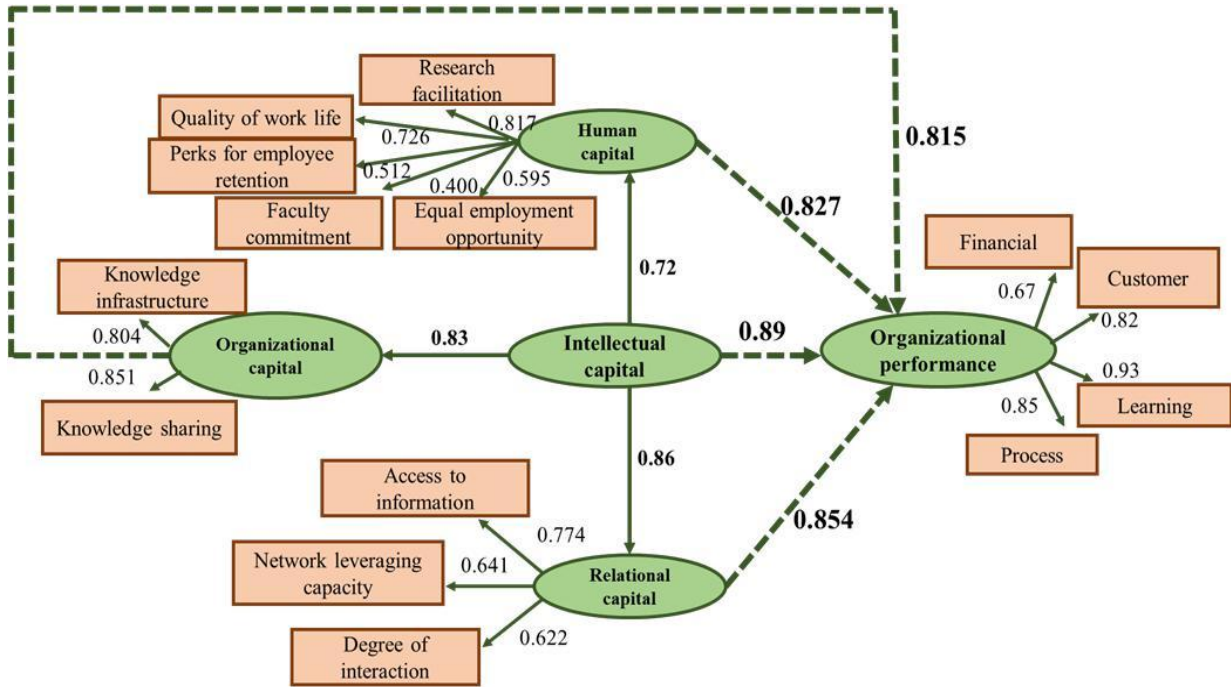 Research
facilitation
Quality of work life
0.817
0.726
Perks for employee
retention
0.512
0.400
0.595
Faculty
commitment
Equal employment
opportunity
Human
capital
0.815
0.827
0.72
Financial
Customer
0.67
0.82
Knowledge
infrastructure
0.804
Organizational
capital
0.83
Intellectual
capital
0.89
Organizational
performance
0.851
Knowledge sharing
0.93
Learning
0.85
Process
0.86
Access to
information
0.774
0.854
Network leveraging
capacity
0.641
Relational
capital
0.622
Degree of
interaction